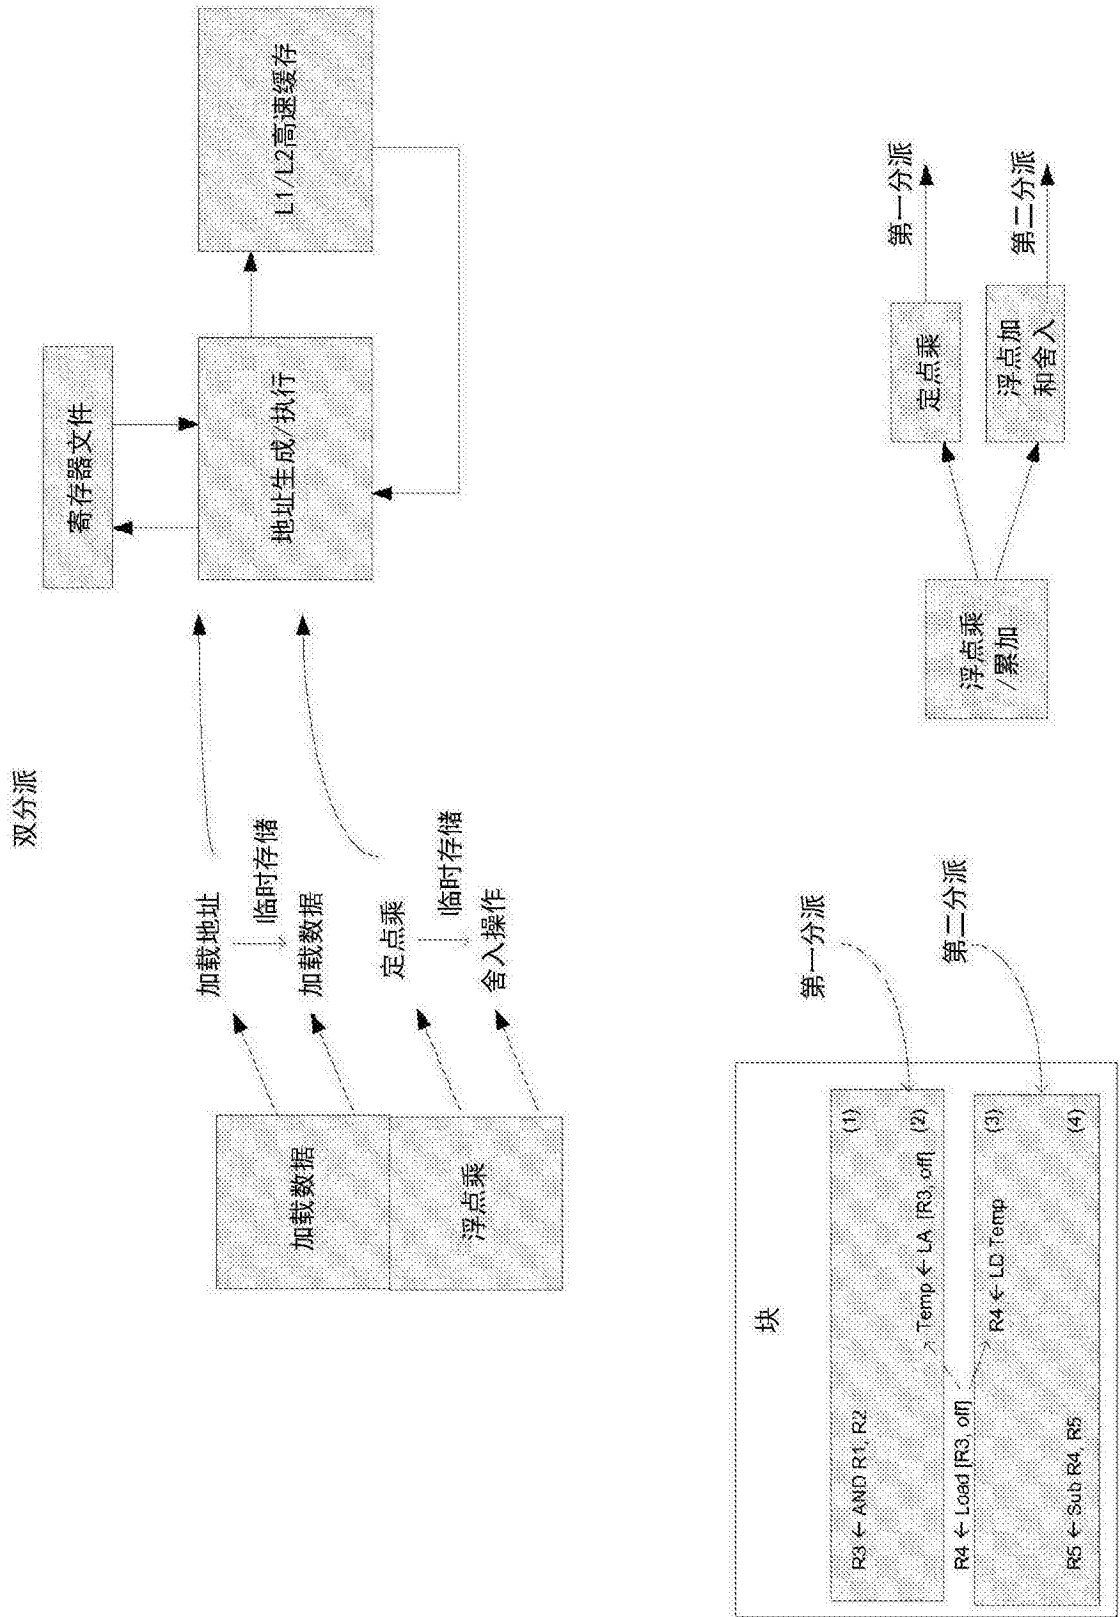 双分派
加载数据
浮点乘
加载地址
临时存储
加载数据
定点乘
临时存储
舍入操作
寄存器文件
地址生成/执行
L1/L2高速缓存
块
R3 ← AND R1, R2
(1)
Temp ← LA [R3, off]
(2)
R4 ← Load [R3, off]
R4 ← LD Temp
(3)
R5 ← Sub R4, R5
(4)
第一分派
第二分派
浮点乘
/累加
定点乘
浮点加
和舍入
第一分派
第二分派